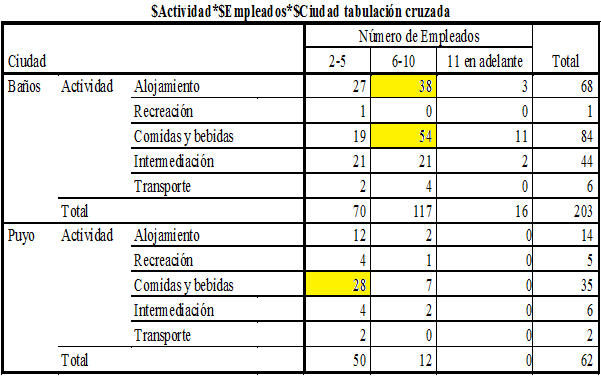 $Actividad*$Empleados*$Ciudad tabulación cruzada
Número de Empleados
Ciudad 2-5 6-10 11 en adelante Total
Baños Actividad Alojamiento 27 38 3 68
Recreación 1 0 0 1
Comidas y bebidas 19 54 11 84
Intermediación 21 21 2 44
Transporte 2 4 0 6
Total 70 117 16 203
Puyo Actividad Alojamiento 12 2 0 14
Recreación 4 1 0 5
Comidas y bebidas 28 7 0 35
Intermediación 4 2 0 6
Transporte 2 0 0 2
Total 50 12 0 62